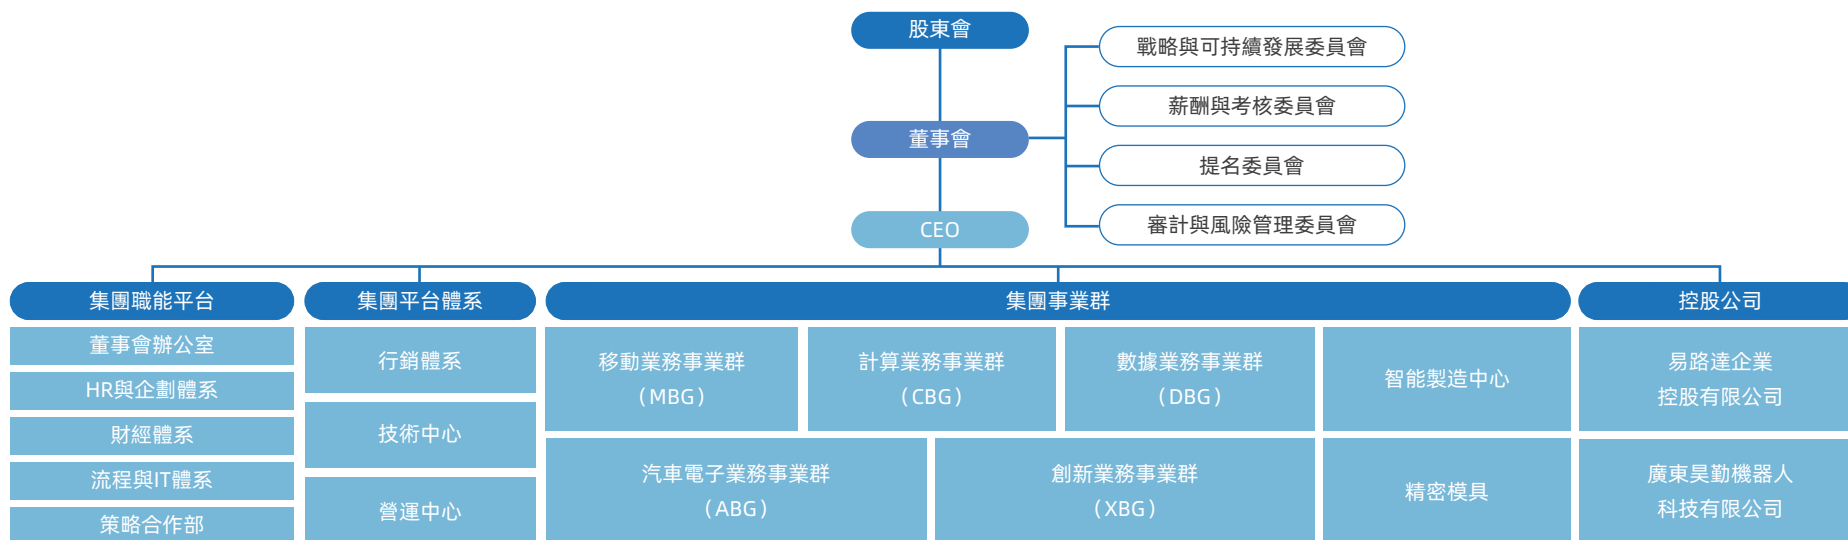 股東會
董事會
CEO
戰略與可持續發展委員會
薪酬與考核委員會
提名委員會
審計與風險管理委員會
集團職能平台
董事會辦公室
HR與企劃體系
財經體系
流程與IT體系
策略合作部
集團平台體系
行銷體系
技術中心
營運中心
集團事業群
移動業務事業群
(MBG)
計算業務事業群
(CBG)
數據業務事業群
(DBG)
智能製造中心
汽車電子業務事業群
(ABG)
創新業務事業群
(XBG)
精密模具
控股公司
易路達企業
控股有限公司
廣東昊勤機器人
科技有限公司